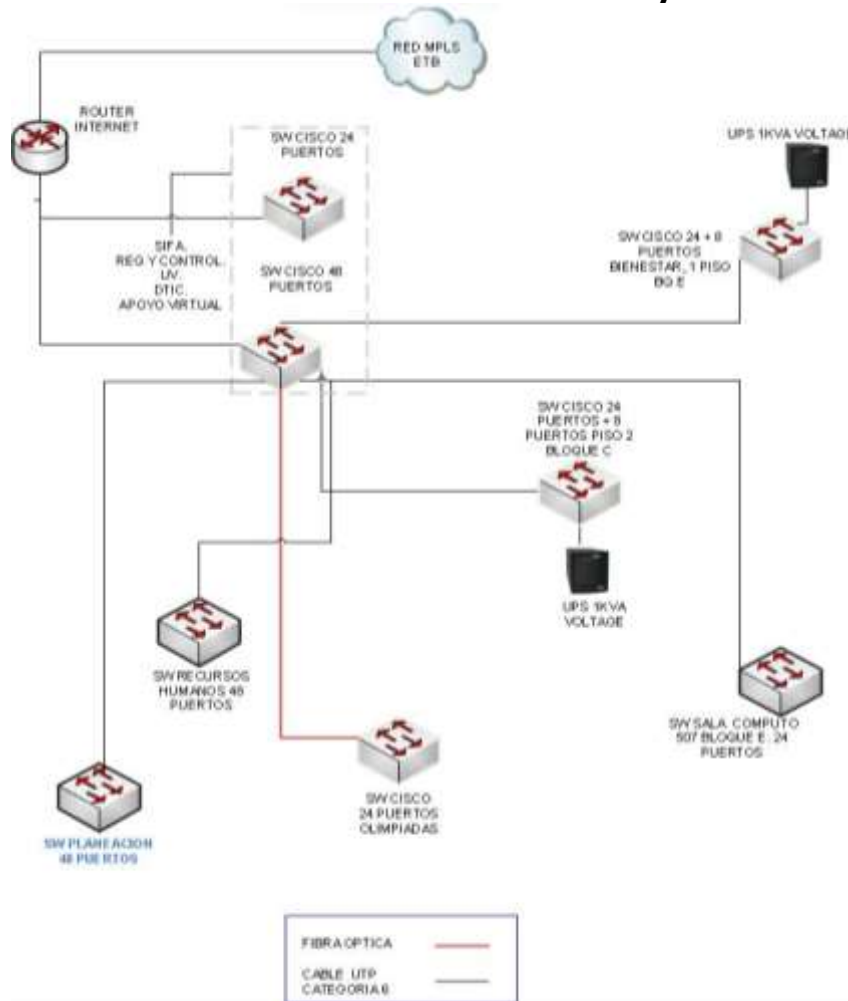 RED MPLS
ETB
ROUTER
INTERNET
SW CISCO 24
PUERTOS
UPS 1KVA VOLTAGE
SIFA.
REG Y CONTROL.
UV.
DTIC.
APOYO VIRTUAL
SW CISCO 48
PUERTOS
SW CISCO 24 + 8
PUERTOS
BIENESTAR, 1 PISO
BQ E
SW CISCO 24
PUERTOS + 8
PUERTOS PISO 2
BLOQUE C
UPS 1KVA
VOLTAGE
SW RECURSOS
HUMANOS 48
PUERTOS
SW SALA COMPUTO
507 BLOQUE E. 24
PUERTOS
SW CISCO
24 PUERTOS
OLIMPIADAS
SW PLANEACION
48 PUERTOS
FIBRA OPTICA
CABLE UTP
CATEGORIA 6